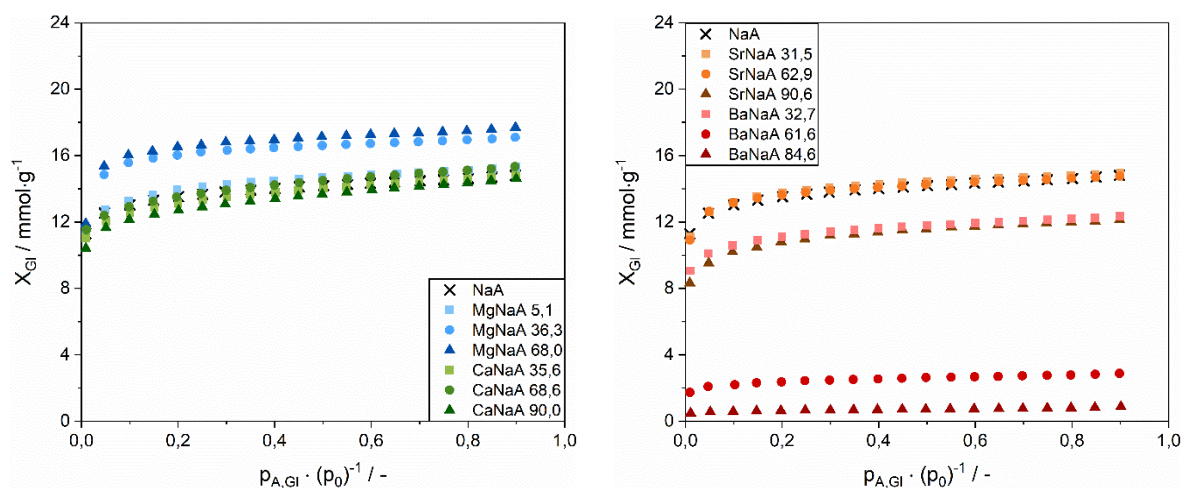 24
20
16
12
8
4
0
X_Gl / mmol·g⁻¹
NaA
MgNaA 5,1
MgNaA 36,3
MgNaA 68,0
CaNaA 35,6
CaNaA 68,6
CaNaA 90,0
0,0 0,2 0,4 0,6 0,8 1,0
p_A,Gl · (p₀)⁻¹ / -
24
20
16
12
8
4
0
X_Gl / mmol·g⁻¹
NaA
SrNaA 31,5
SrNaA 62,9
SrNaA 90,6
BaNaA 32,7
BaNaA 61,6
BaNaA 84,6
0,0 0,2 0,4 0,6 0,8 1,0
p_A,Gl · (p₀)⁻¹ / -